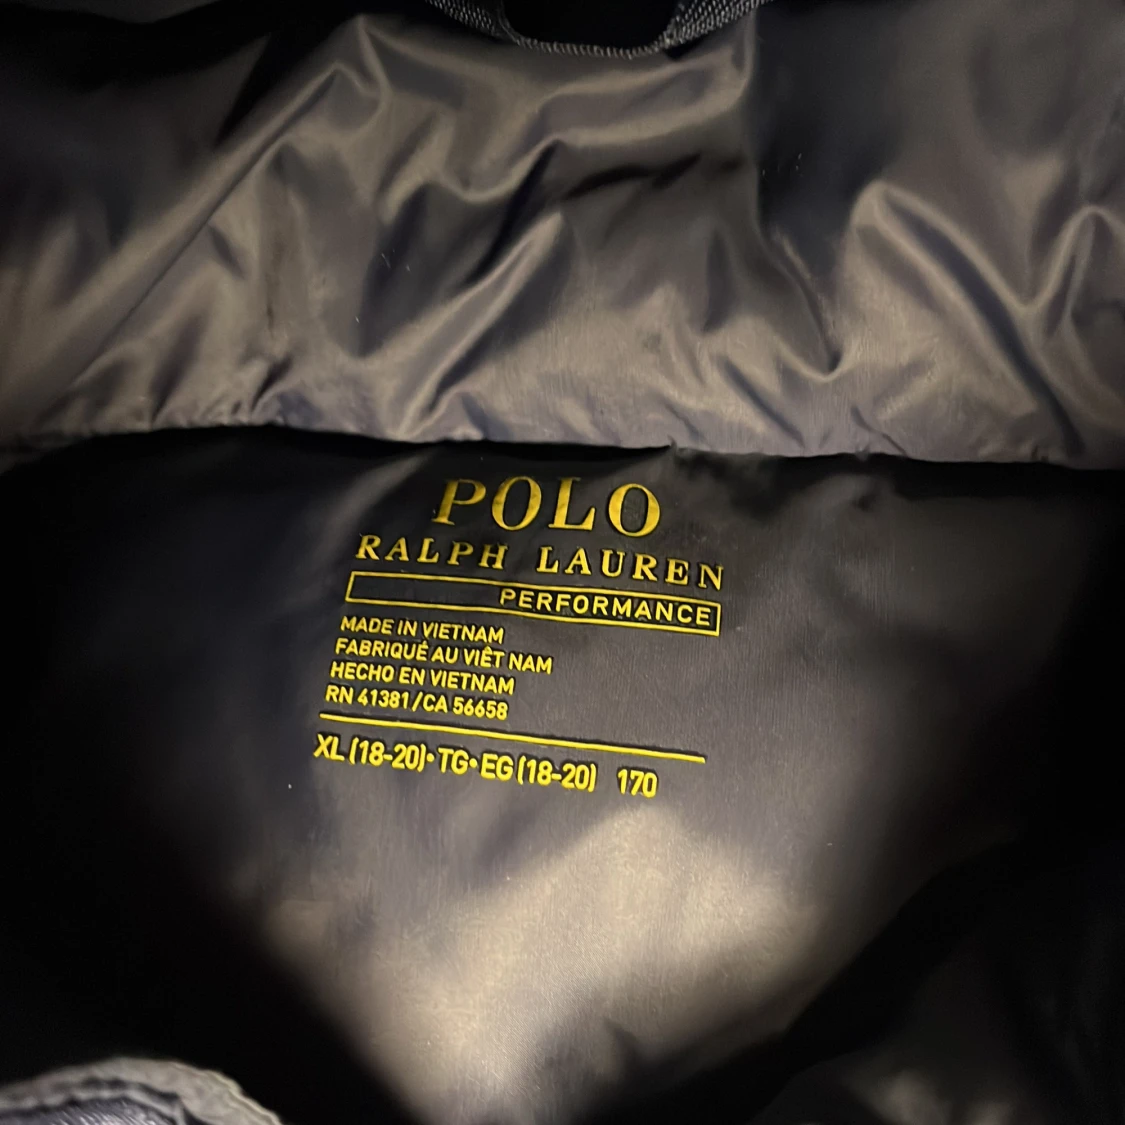 POLO
RALPH LAUREN
PERFORMANCE
MADE IN VIETNAM
FABRIQUÉ AU VIÊT NAM
HECHO EN VIETNAM
RN 41381/CA 56658
XL (18-20)• TG• EG (18-20) 170